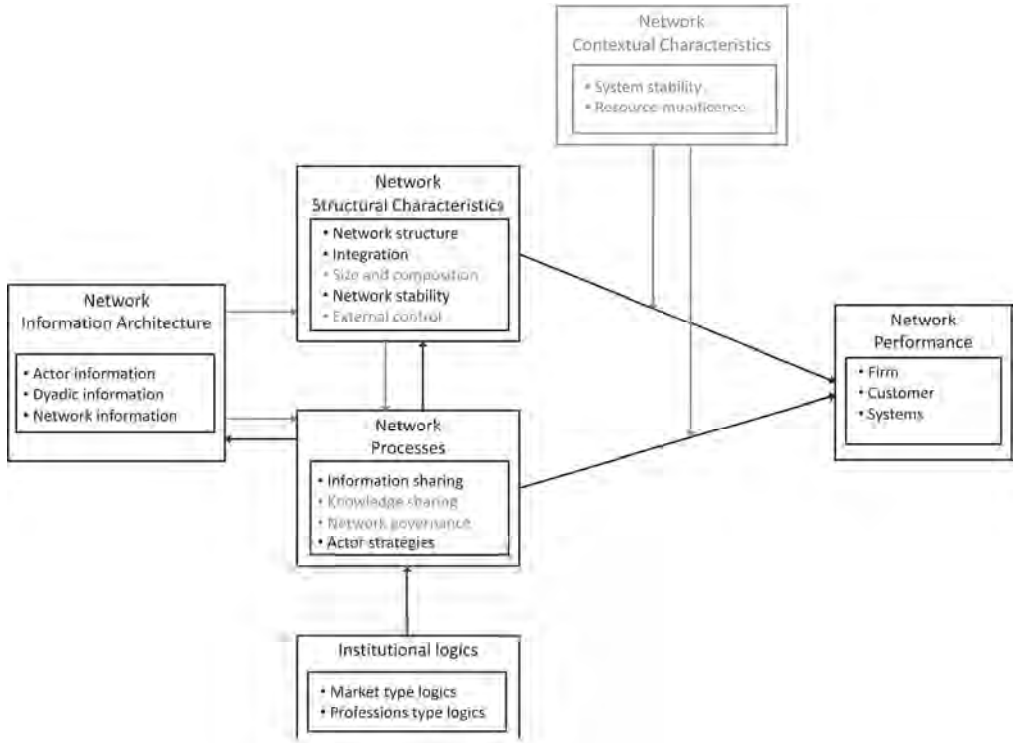 Network
Contextual Characteristics
• System stability
• Resource munificence
Network
Structural Characteristics
• Network structure
• Integration
• Size and composition
• Network stability
• External control
Network
Information Architecture
• Actor information
• Dyadic information
• Network information
Network
Performance
• Firm
• Customer
• Systems
Network
Processes
• Information sharing
• Knowledge sharing
• Network governance
• Actor strategies
Institutional logics
• Market type logics
• Professions type logics